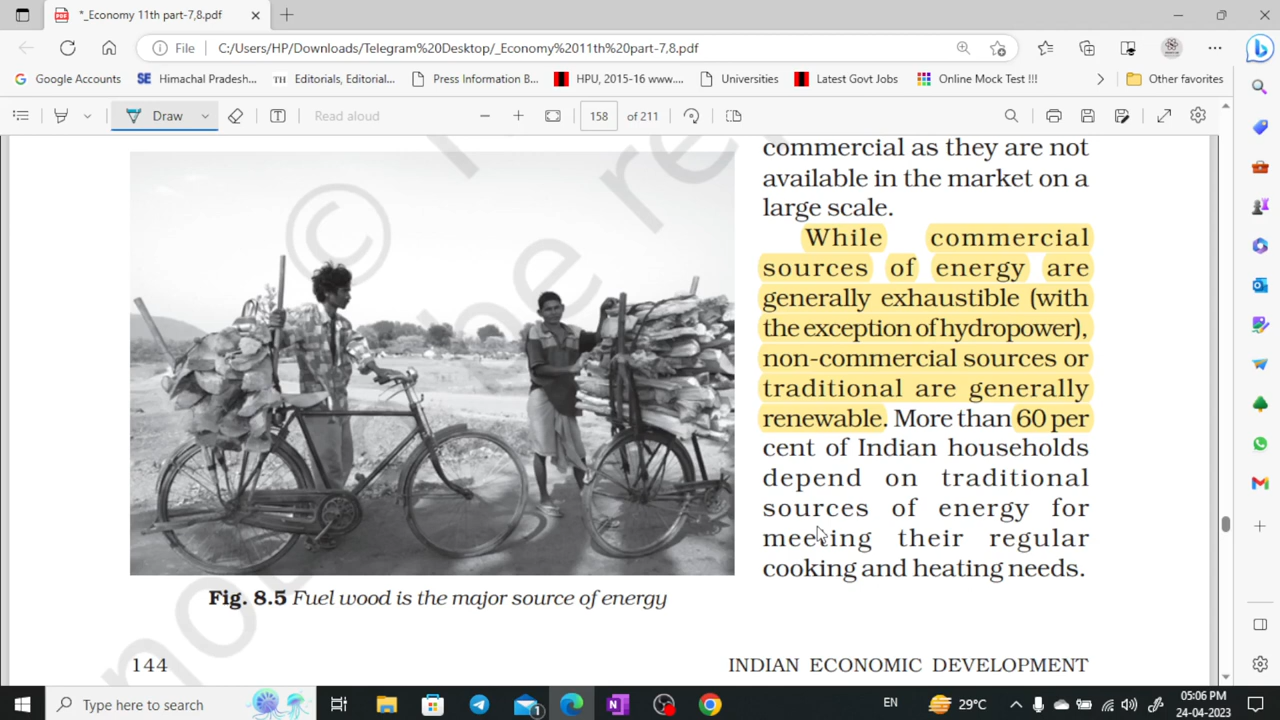 *_Economy 11th part-7,8.pdf
File
C:/Users/HP/Downloads/Telegram%20Desktop/_Economy%2011th%20part-7,8.pdf
Google Accounts
SE Himachal Pradesh...
TH Editorials, Editorial...
Press Information B...
HPU, 2015-16 www....
Universities
Latest Govt Jobs
Online Mock Test !!!
Other favorites
Draw
Read aloud
158 of 211
commercial as they are not
available in the market on a
large scale.
While commercial
sources of energy are
generally exhaustible (with
the exception of hydropower),
non-commercial sources or
traditional are generally
renewable. More than 60 per
cent of Indian households
depend on traditional
sources of energy for
meeting their regular
cooking and heating needs.
Fig. 8.5 Fuel wood is the major source of energy
144
INDIAN ECONOMIC DEVELOPMENT
Type here to search
1
29°C
EN
05:06 PM
24-04-2023